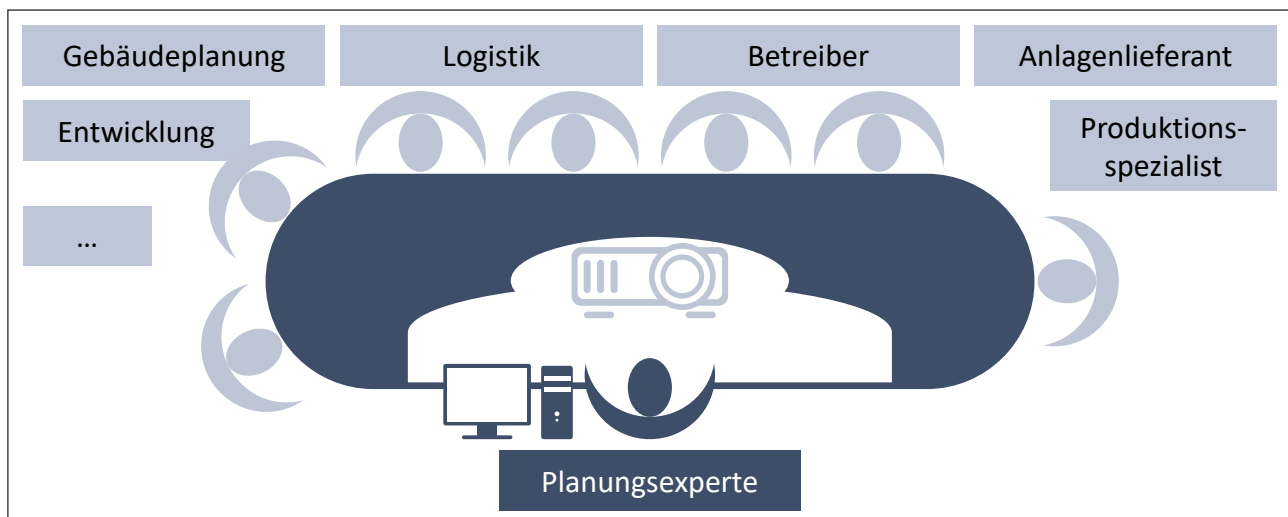 Gebäudeplanung
Logistik
Betreiber
Anlagenlieferant
Entwicklung
Produktions-
spezialist
...
Planungsexperte